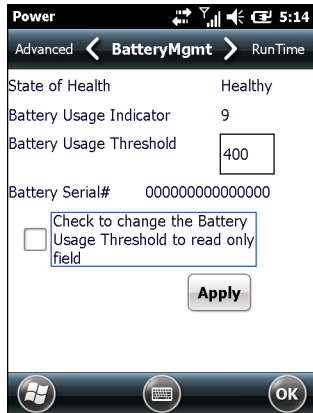 Power 5:14
Advanced BatteryMgmt RunTime
State of Health Healthy
Battery Usage Indicator 9
Battery Usage Threshold 400
Battery Serial# 000000000000000
Check to change the Battery
Usage Threshold to read only
field
Apply
OK